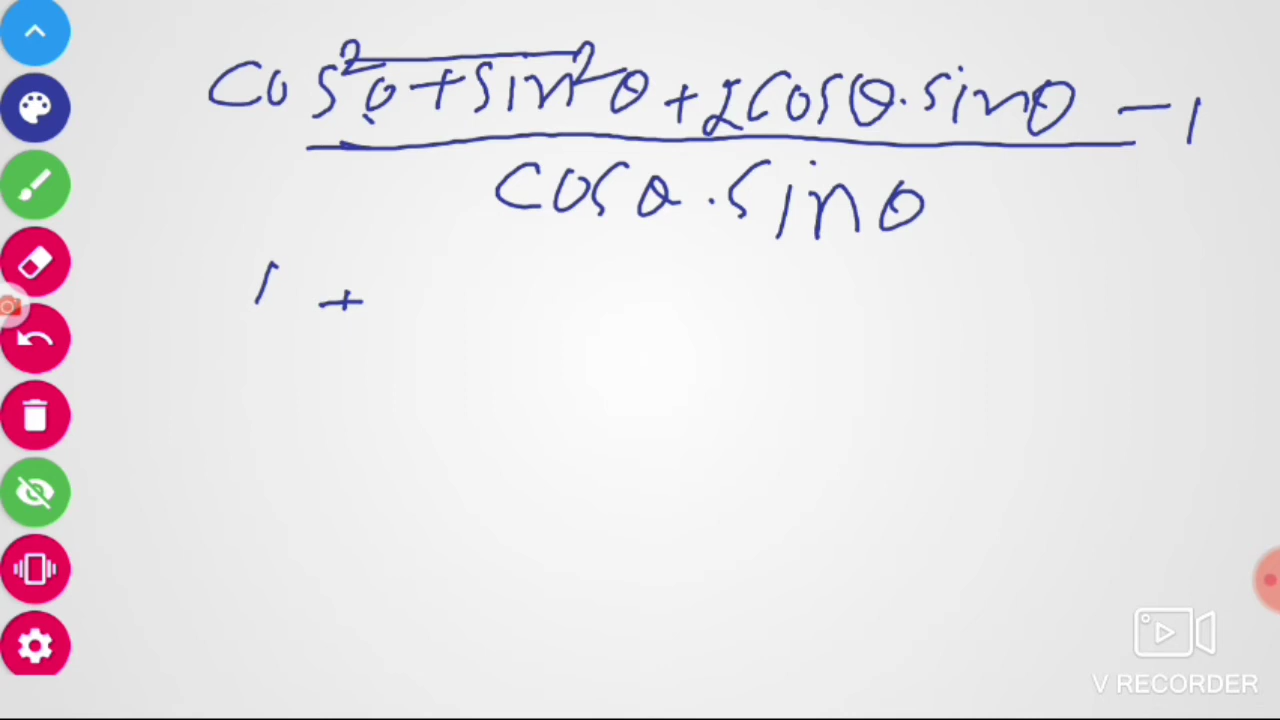 cos²θ + sin²θ + 2cosθ.sinθ - 1
cosθ.sinθ
1 +
V RECORDER